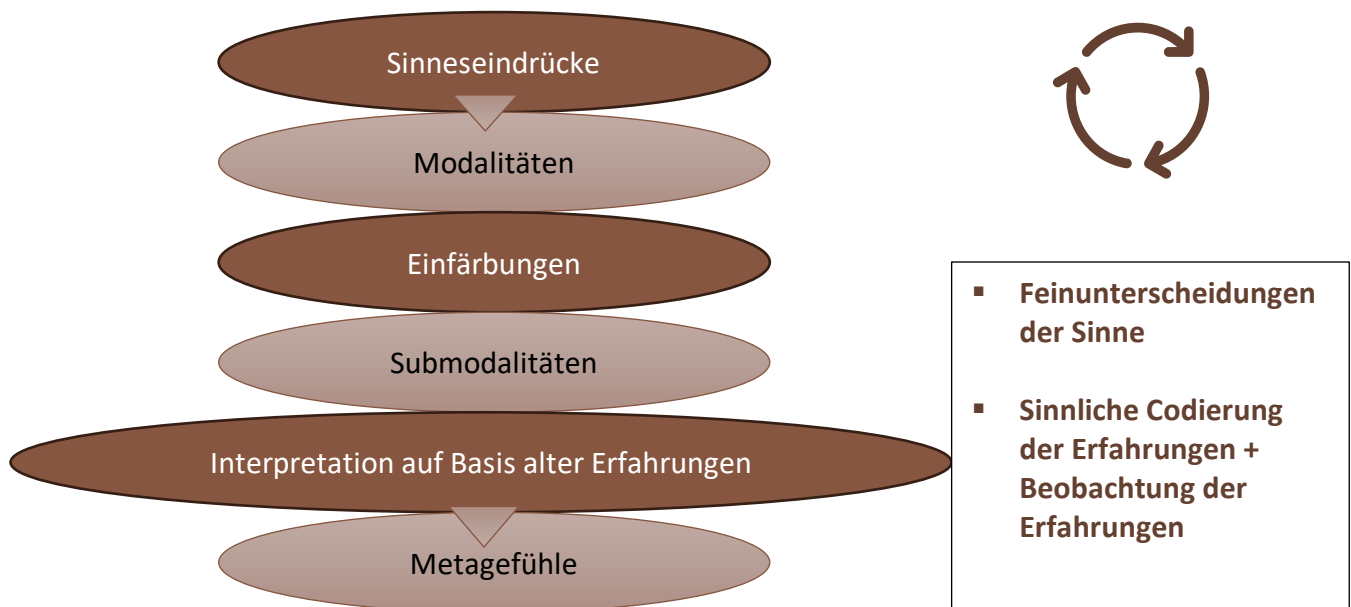 Sinneseindrücke
Modalitäten
Einfärbungen
Submodalitäten
Interpretation auf Basis alter Erfahrungen
Metagefühle
▪ Feinunterscheidungen
der Sinne
▪ Sinnliche Codierung
der Erfahrungen +
Beobachtung der
Erfahrungen